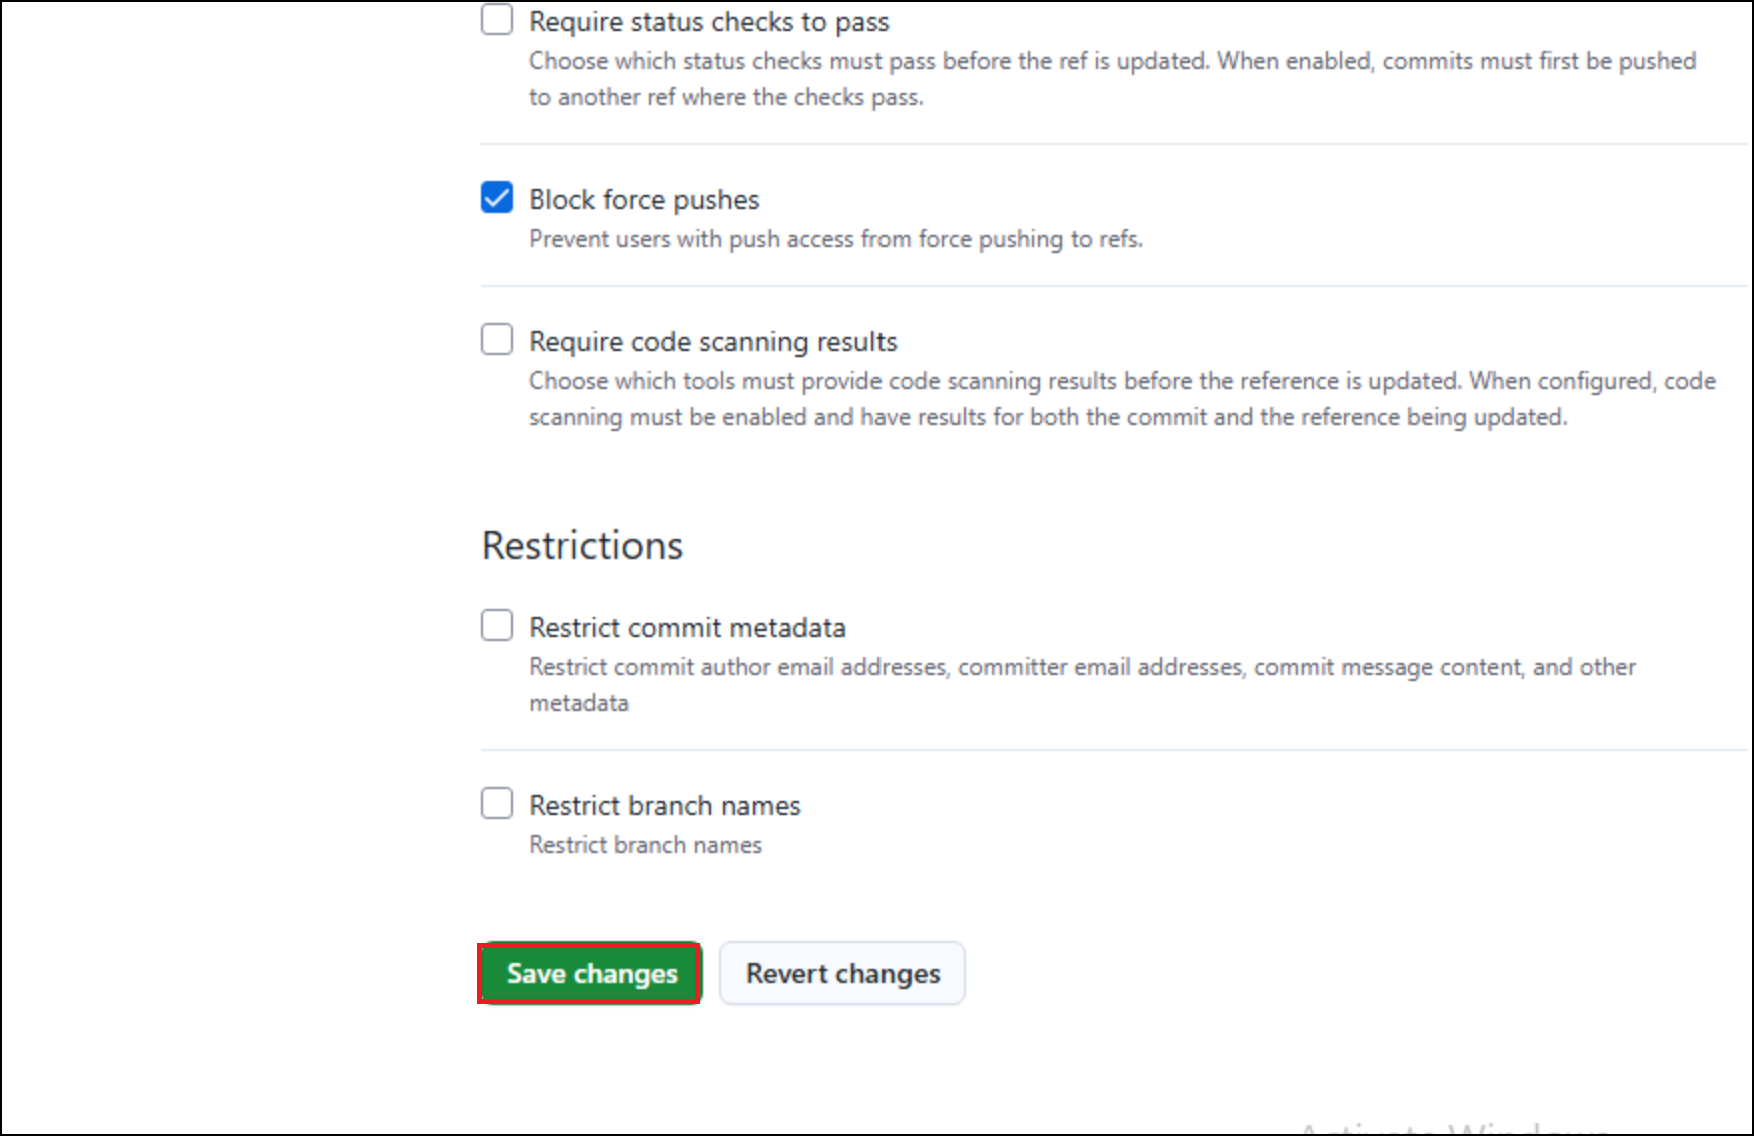 Require status checks to pass
Choose which status checks must pass before the ref is updated. When enabled, commits must first be pushed
to another ref where the checks pass.
Block force pushes
Prevent users with push access from force pushing to refs.
Require code scanning results
Choose which tools must provide code scanning results before the reference is updated. When configured, code
scanning must be enabled and have results for both the commit and the reference being updated.
Restrictions
Restrict commit metadata
Restrict commit author email addresses, committer email addresses, commit message content, and other
metadata
Restrict branch names
Restrict branch names
Save changes
Revert changes
Activate Windows